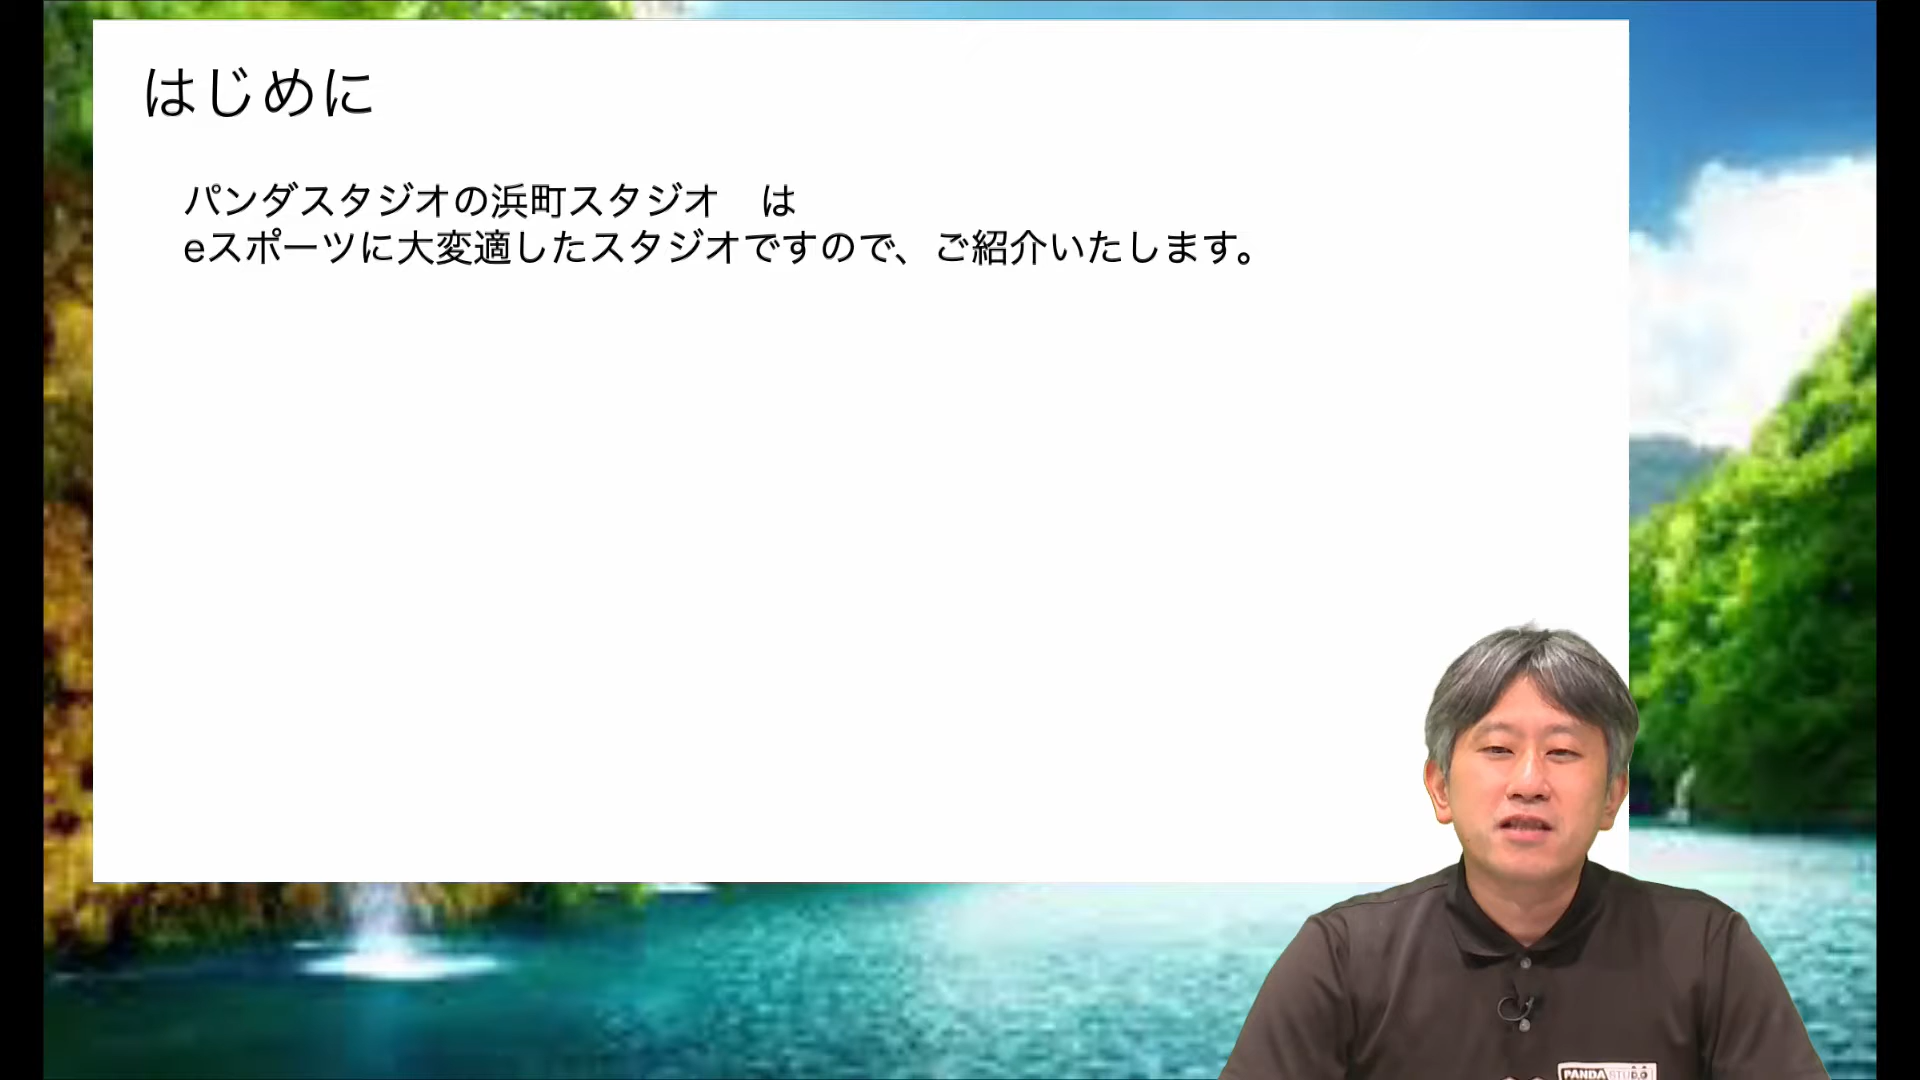 はじめに
パンダスタジオの浜町スタジオ　は
eスポーツに大変適したスタジオですので、ご紹介いたします。
PANDASTUDIO